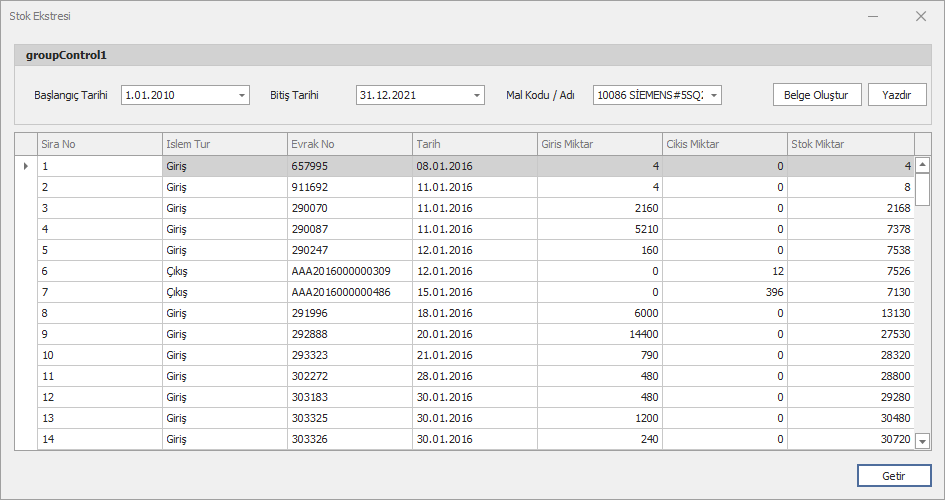 Stok Ekstresi
groupControl1
Başlangıç Tarihi 1.01.2010 Bitiş Tarihi 31.12.2021 Mal Kodu / Adı 10086 SİEMENS#5SQ2 Belge Oluştur Yazdır
Sira No Islem Tur Evrak No Tarih Giris Miktar Cikis Miktar Stok Miktar
1 Giriş 657995 08.01.2016 4 0 4
2 Giriş 911692 11.01.2016 4 0 8
3 Giriş 290070 11.01.2016 2160 0 2168
4 Giriş 290087 11.01.2016 5210 0 7378
5 Giriş 290247 12.01.2016 160 0 7538
6 Çıkış AAA2016000000309 12.01.2016 0 12 7526
7 Çıkış AAA2016000000486 15.01.2016 0 396 7130
8 Giriş 291996 18.01.2016 6000 0 13130
9 Giriş 292888 20.01.2016 14400 0 27530
10 Giriş 293323 21.01.2016 790 0 28320
11 Giriş 302272 28.01.2016 480 0 28800
12 Giriş 303183 30.01.2016 480 0 29280
13 Giriş 303325 30.01.2016 1200 0 30480
14 Giriş 303326 30.01.2016 240 0 30720
Getir